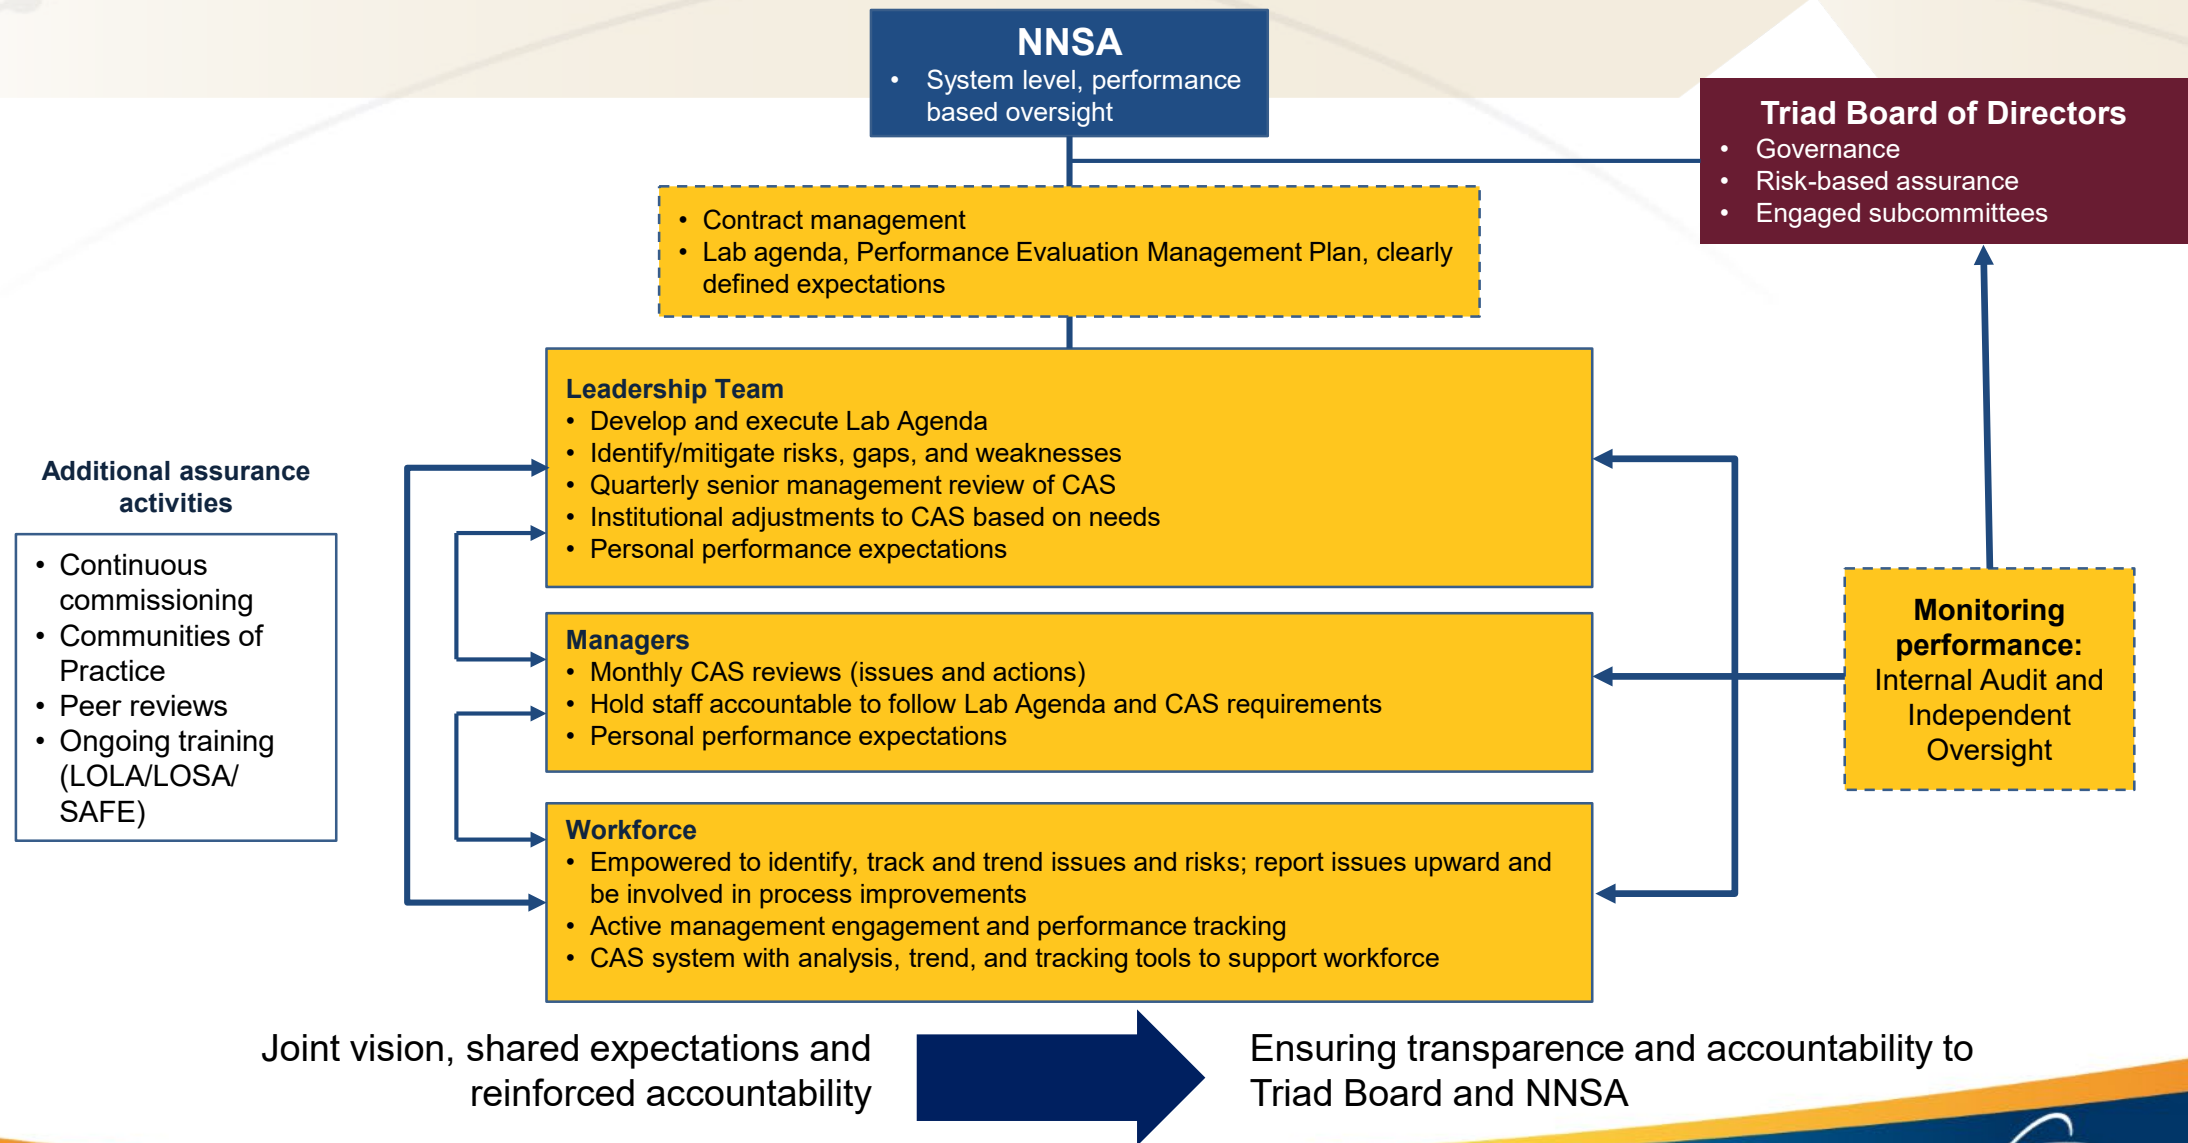 NNSA
• System level, performance
based oversight
Triad Board of Directors
• Governance
• Risk-based assurance
• Engaged subcommittees
• Contract management
• Lab agenda, Performance Evaluation Management Plan, clearly
defined expectations
Leadership Team
• Develop and execute Lab Agenda
• Identify/mitigate risks, gaps, and weaknesses
• Quarterly senior management review of CAS
• Institutional adjustments to CAS based on needs
• Personal performance expectations
Additional assurance
activities
• Continuous
commissioning
• Communities of
Practice
• Peer reviews
• Ongoing training
(LOLA/LOSA/
SAFE)
Managers
• Monthly CAS reviews (issues and actions)
• Hold staff accountable to follow Lab Agenda and CAS requirements
• Personal performance expectations
Monitoring
performance:
Internal Audit and
Independent
Oversight
Workforce
• Empowered to identify, track and trend issues and risks; report issues upward and
be involved in process improvements
• Active management engagement and performance tracking
• CAS system with analysis, trend, and tracking tools to support workforce
Joint vision, shared expectations and
reinforced accountability
Ensuring transparence and accountability to
Triad Board and NNSA